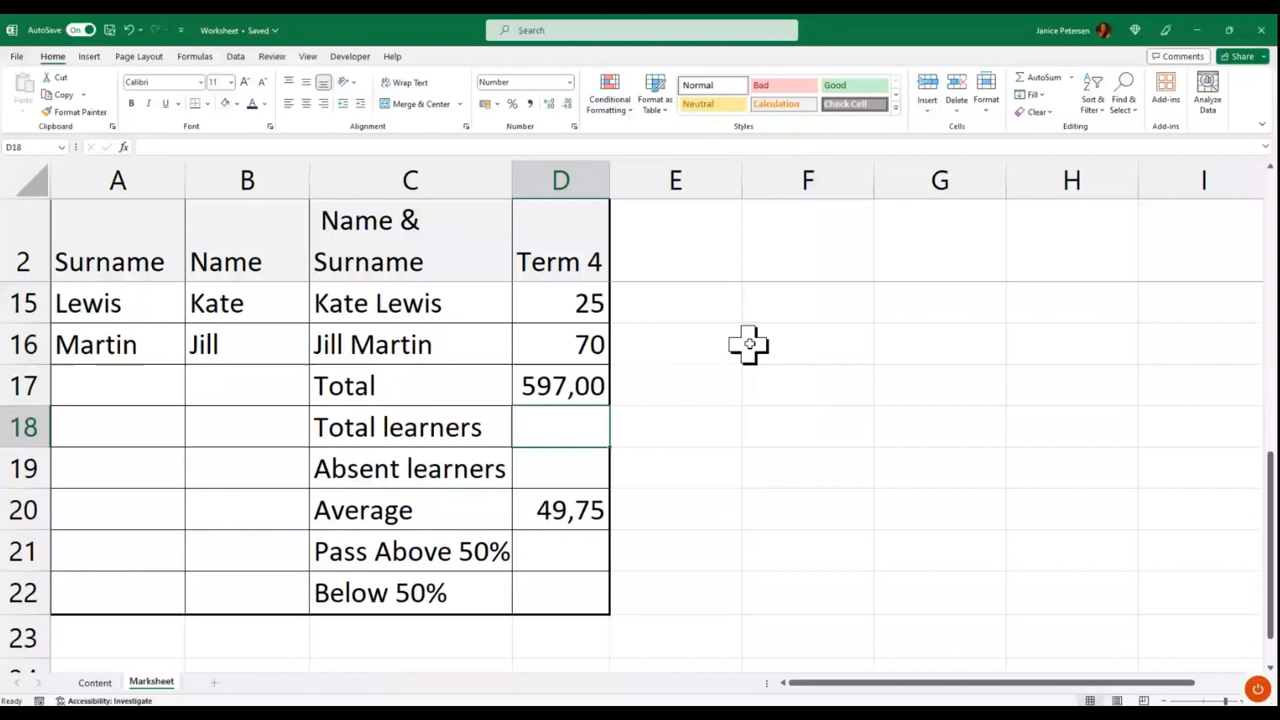 AutoSave On Worksheet • Saved Search Janice Petersen
File Home Insert Page Layout Formulas Data Review View Developer Help Comments Share
Cut Calibri 11 Wrap Text Number Normal Bad Good AutoSum
Paste Copy Conditional Format as Insert Delete Format Fill Sort & Find & Add-ins Analyze
Format Painter B I U A Merge & Center % Formatting Table Neutral Calculation Check Cell Clear Filter Select Data
Clipboard Font Alignment Number Styles Cells Editing Add-ins
D18 fx
A B C D E F G H I
Name &
2 Surname Name Surname Term 4
15 Lewis Kate Kate Lewis 25
16 Martin Jill Jill Martin 70
17 Total 597,00
18 Total learners
19 Absent learners
20 Average 49,75
21 Pass Above 50%
22 Below 50%
23
Content Marksheet
Ready Accessibility: Investigate